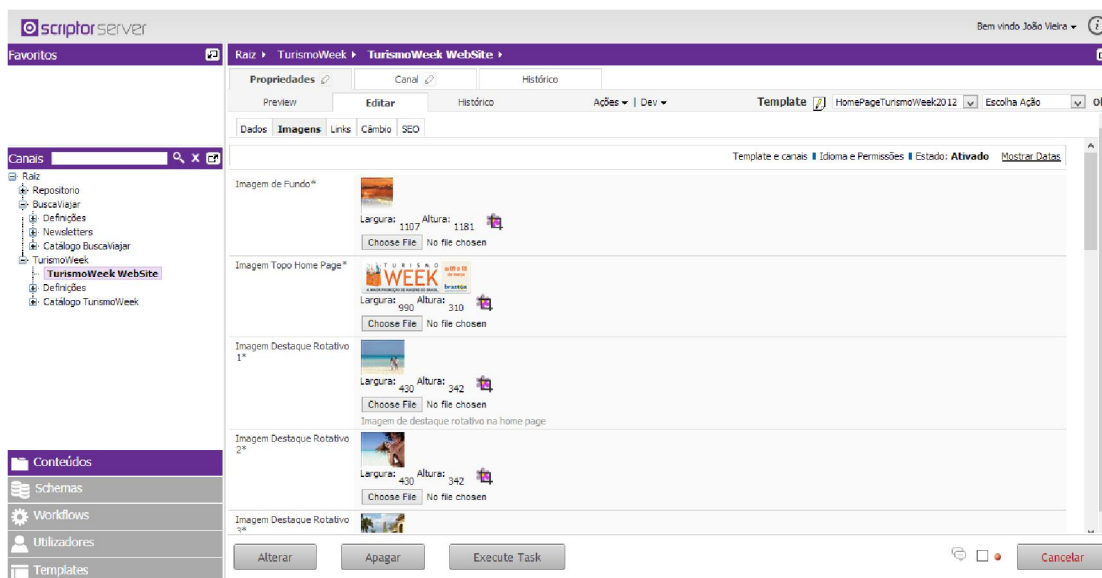 scriptorserver
Bem vindo João Vieira
Favoritos
Raiz TurismoWeek TurismoWeek WebSite
Propriedades Canal Histórico
Preview Editar Histórico Ações | Dev Template HomePageTurismoWeek2012 Escolha Ação
Dados Imagens Links Câmbio SEO
Canais
Template e canais Idioma e Permissões Estado: Ativado Mostrar Datas
Raiz
Repositorio
BuscaViajar
Definições
Newsletters
Catálogo BuscaViajar
TurismoWeek
TurismoWeek WebSite
Definições
Catálogo TurismoWeek
Imagem de Fundo*
Largura: 1107 Altura: 1181
Choose File No file chosen
Imagem Topo Home Page*
TURISMO
WEEK
Largura: 990 Altura: 310
Choose File No file chosen
Imagem Destaque Rotativo
1*
Largura: 430 Altura: 342
Choose File No file chosen
Imagem de destaque rotativo na home page
Imagem Destaque Rotativo
2*
Largura: 430 Altura: 342
Choose File No file chosen
Imagem Destaque Rotativo
3*
Conteúdos
Schemas
Workflows
Utilizadores
Templates
Alterar Apagar Execute Task Cancelar